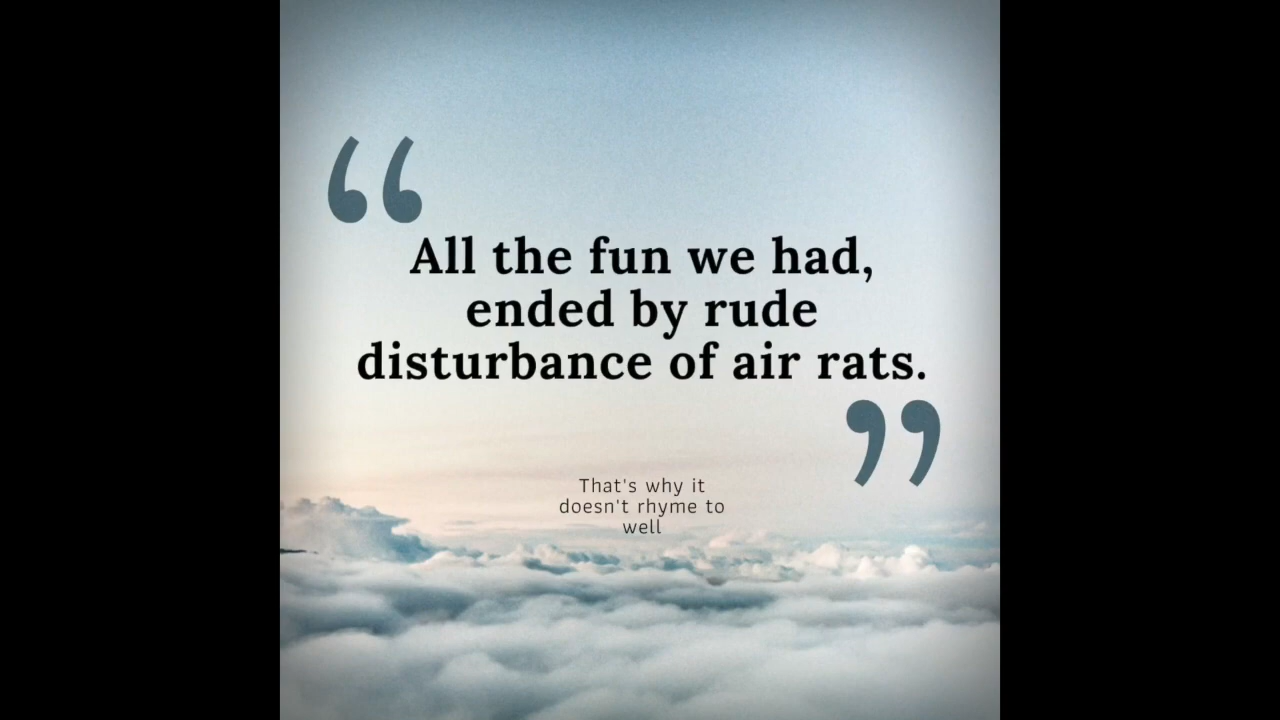 “
All the fun we had,
ended by rude
disturbance of air rats.
”
That's why it
doesn't rhyme to
well